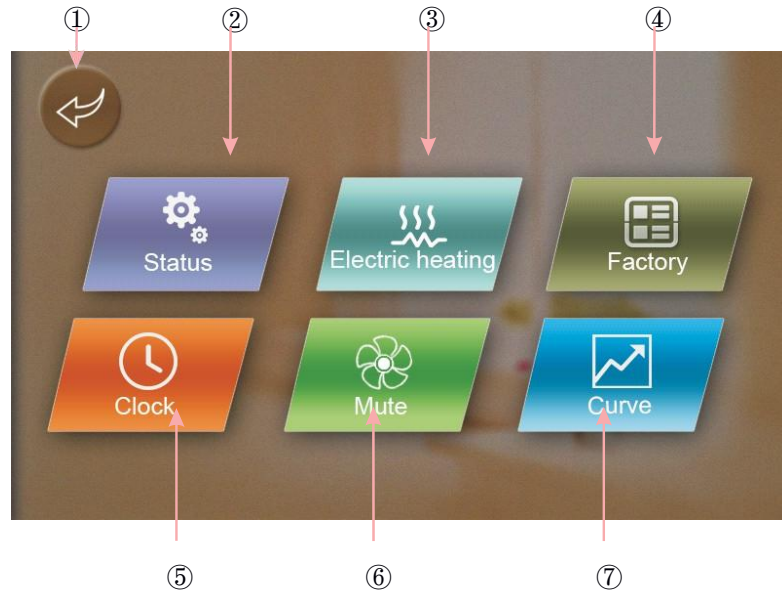 ① ② ③ ④
Status Electric heating Factory
Clock Mute Curve
⑤ ⑥ ⑦